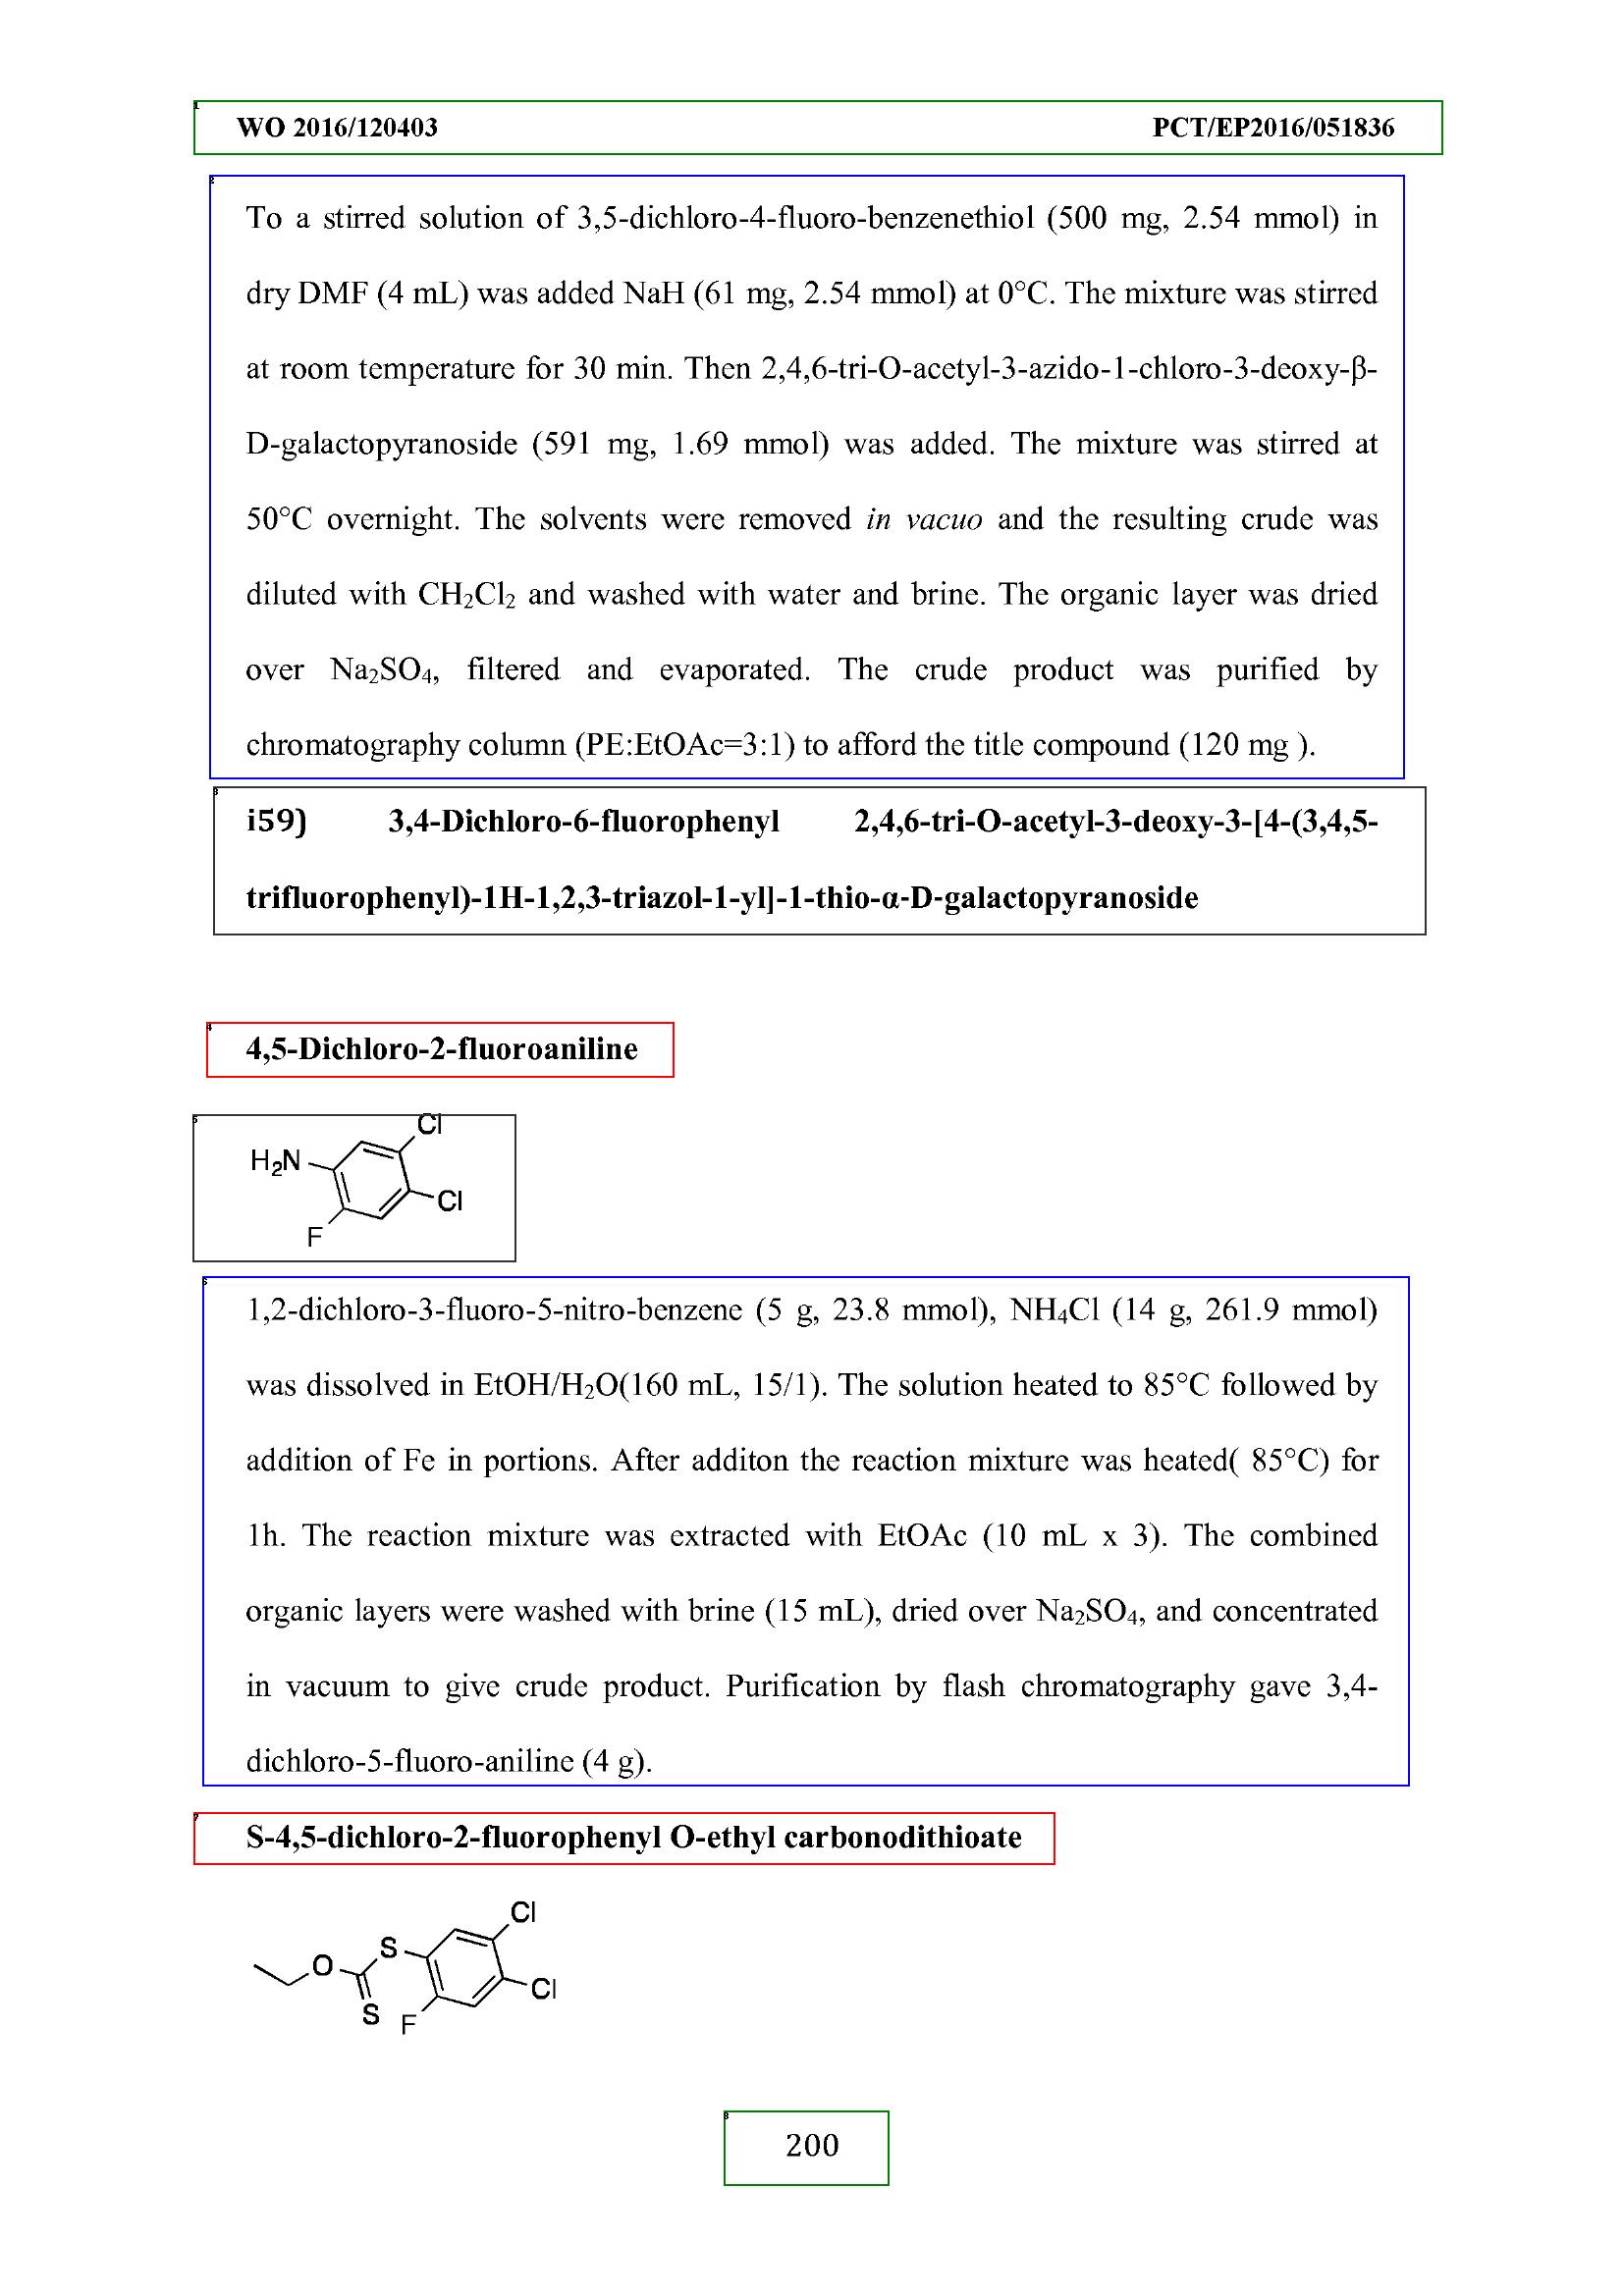 WO 2016/120403 PCT/EP2016/051836
To a stirred solution of 3,5-dichloro-4-fluoro-benzenethiol (500 mg, 2.54 mmol) in
dry DMF (4 mL) was added NaH (61 mg, 2.54 mmol) at 0°C. The mixture was stirred
at room temperature for 30 min. Then 2,4,6-tri-O-acetyl-3-azido-1-chloro-3-deoxy-β-
D-galactopyranoside (591 mg, 1.69 mmol) was added. The mixture was stirred at
50°C overnight. The solvents were removed in vacuo and the resulting crude was
diluted with CH₂Cl₂ and washed with water and brine. The organic layer was dried
over Na₂SO₄, filtered and evaporated. The crude product was purified by
chromatography column (PE:EtOAc=3:1) to afford the title compound (120 mg ).
i59) 3,4-Dichloro-6-fluorophenyl 2,4,6-tri-O-acetyl-3-deoxy-3-[4-(3,4,5-
trifluorophenyl)-1H-1,2,3-triazol-1-yl]-1-thio-α-D-galactopyranoside
4,5-Dichloro-2-fluoroaniline
Cl
H₂N
Cl
F
1,2-dichloro-3-fluoro-5-nitro-benzene (5 g, 23.8 mmol), NH₄Cl (14 g, 261.9 mmol)
was dissolved in EtOH/H₂O(160 mL, 15/1). The solution heated to 85°C followed by
addition of Fe in portions. After additon the reaction mixture was heated( 85°C) for
1h. The reaction mixture was extracted with EtOAc (10 mL x 3). The combined
organic layers were washed with brine (15 mL), dried over Na₂SO₄, and concentrated
in vacuum to give crude product. Purification by flash chromatography gave 3,4-
dichloro-5-fluoro-aniline (4 g).
S-4,5-dichloro-2-fluorophenyl O-ethyl carbonodithioate
Cl
S
O
Cl
S
F
200